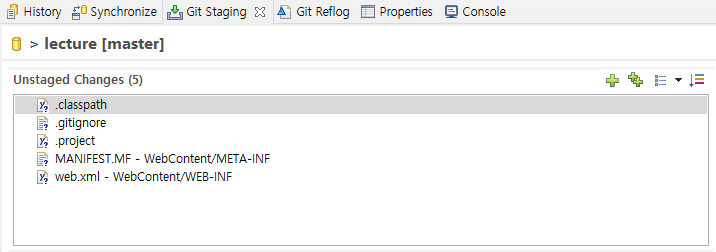 History Synchronize Git Staging Git Reflog Properties Console
> lecture [master]
Unstaged Changes (5)
.classpath
.gitignore
.project
MANIFEST.MF - WebContent/META-INF
web.xml - WebContent/WEB-INF